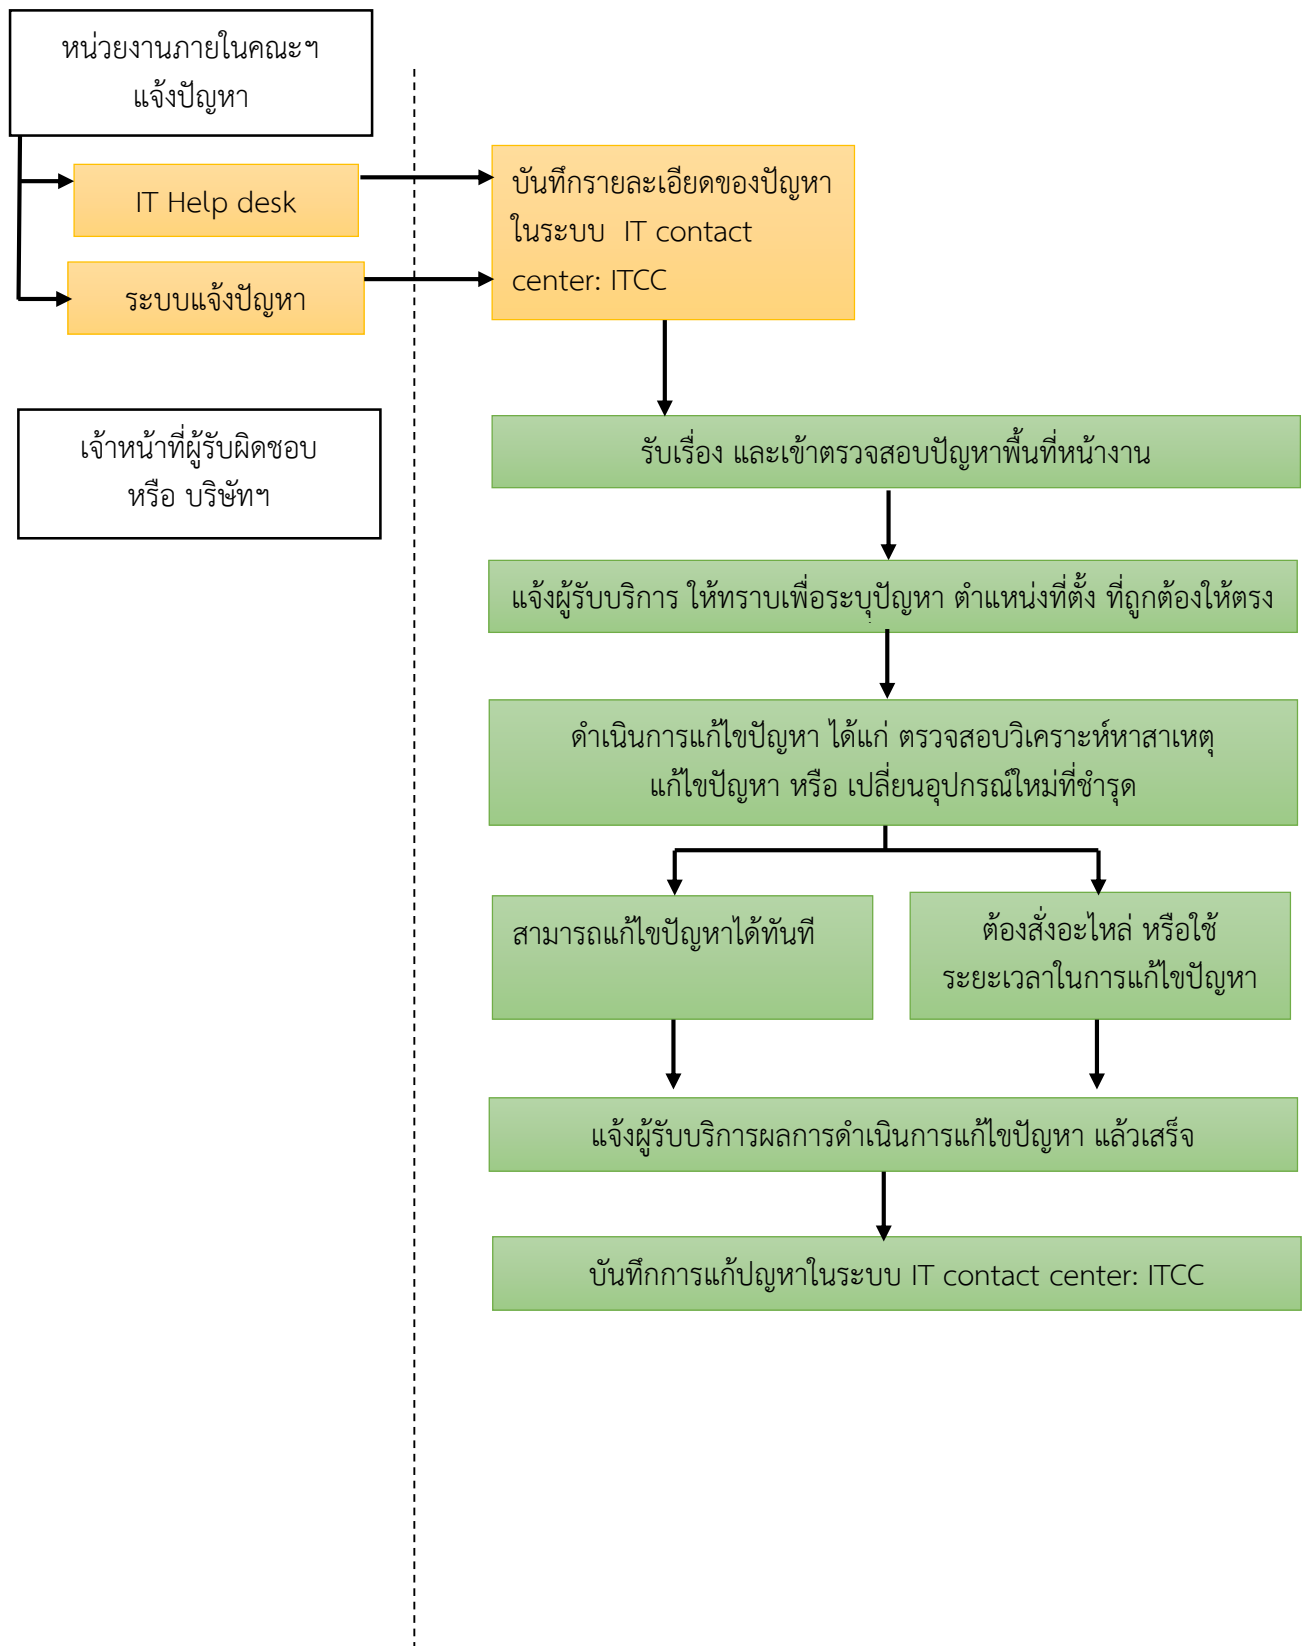 หน่วยงานภายในคณะฯ
แจ้งปัญหา
IT Help desk
ระบบแจ้งปัญหา
บันทึกรายละเอียดของปัญหา
ในระบบ IT contact
center: ITCC
เจ้าหน้าที่ผู้รับผิดชอบ
หรือ บริษัทฯ
รับเรื่อง และเข้าตรวจสอบปัญหาพื้นที่หน้างาน
แจ้งผู้รับบริการ ให้ทราบเพื่อระบุปัญหา ตำแหน่งที่ตั้ง ที่ถูกต้องให้ตรง
ดำเนินการแก้ไขปัญหา ได้แก่ ตรวจสอบวิเคราะห์หาสาเหตุ
แก้ไขปัญหา หรือ เปลี่ยนอุปกรณ์ใหม่ที่ชำรุด
สามารถแก้ไขปัญหาได้ทันที
ต้องสั่งอะไหล่ หรือใช้
ระยะเวลาในการแก้ไขปัญหา
แจ้งผู้รับบริการผลการดำเนินการแก้ไขปัญหา แล้วเสร็จ
บันทึกการแก้ปญหาในระบบ IT contact center: ITCC